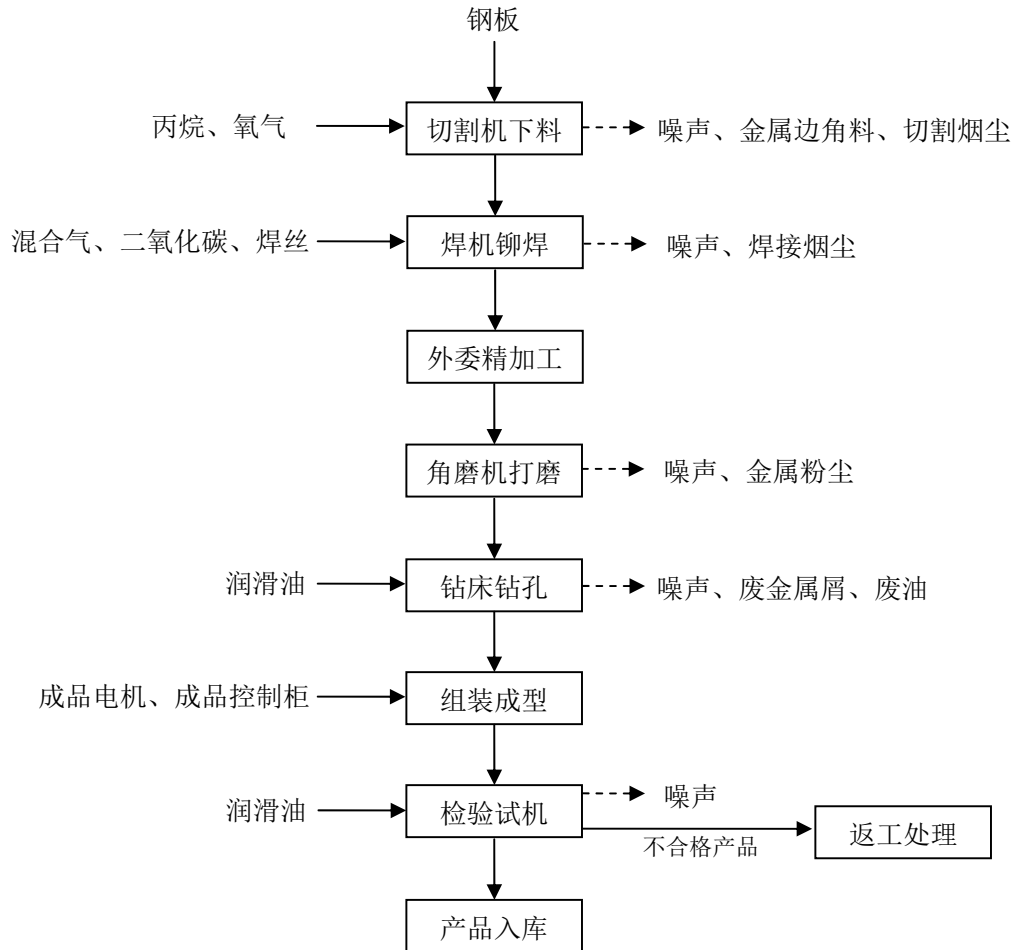 钢板
丙烷、氧气
切割机下料
噪声、金属边角料、切割烟尘
混合气、二氧化碳、焊丝
焊机铆焊
噪声、焊接烟尘
外委精加工
角磨机打磨
噪声、金属粉尘
润滑油
钻床钻孔
噪声、废金属屑、废油
成品电机、成品控制柜
组装成型
润滑油
检验试机
噪声
不合格产品
返工处理
产品入库